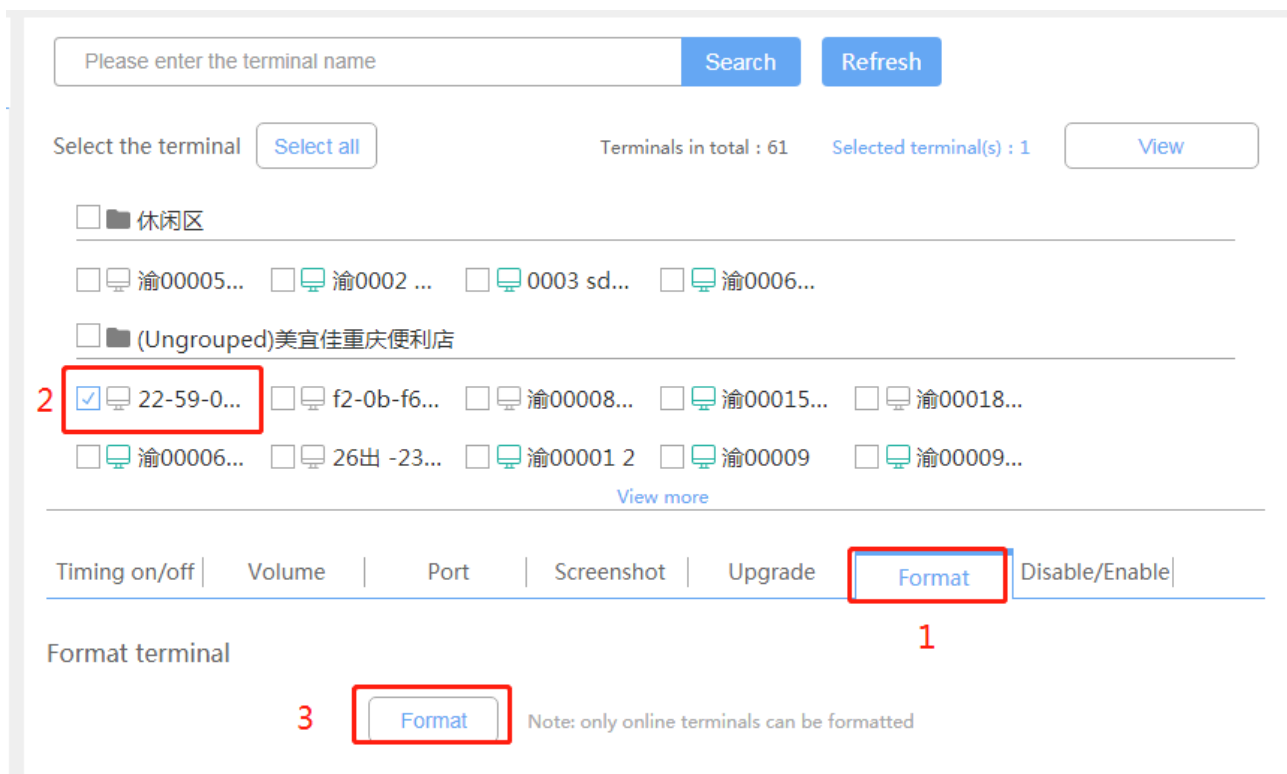 Please enter the terminal name Search Refresh
Select the terminal Select all Terminals in total : 61 Selected terminal(s) : 1 View
休闲区
渝00005... 渝0002 ... 0003 sd... 渝0006...
(Ungrouped)美宜佳重庆便利店
2 22-59-0... f2-0b-f6... 渝00008... 渝00015... 渝00018...
渝00006... 26出 -23... 渝00001 2 渝00009 渝00009...
View more
Timing on/off Volume Port Screenshot Upgrade Format Disable/Enable
1
Format terminal
3 Format Note: only online terminals can be formatted